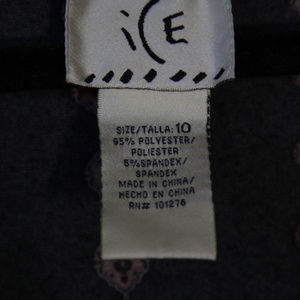 iCE
SIZE/TALLA: 10
95% POLYESTER/
POLIESTER
5% SPANDEX/
SPANDEX
MADE IN CHINA/
HECHO EN CHINA
RN# 101276